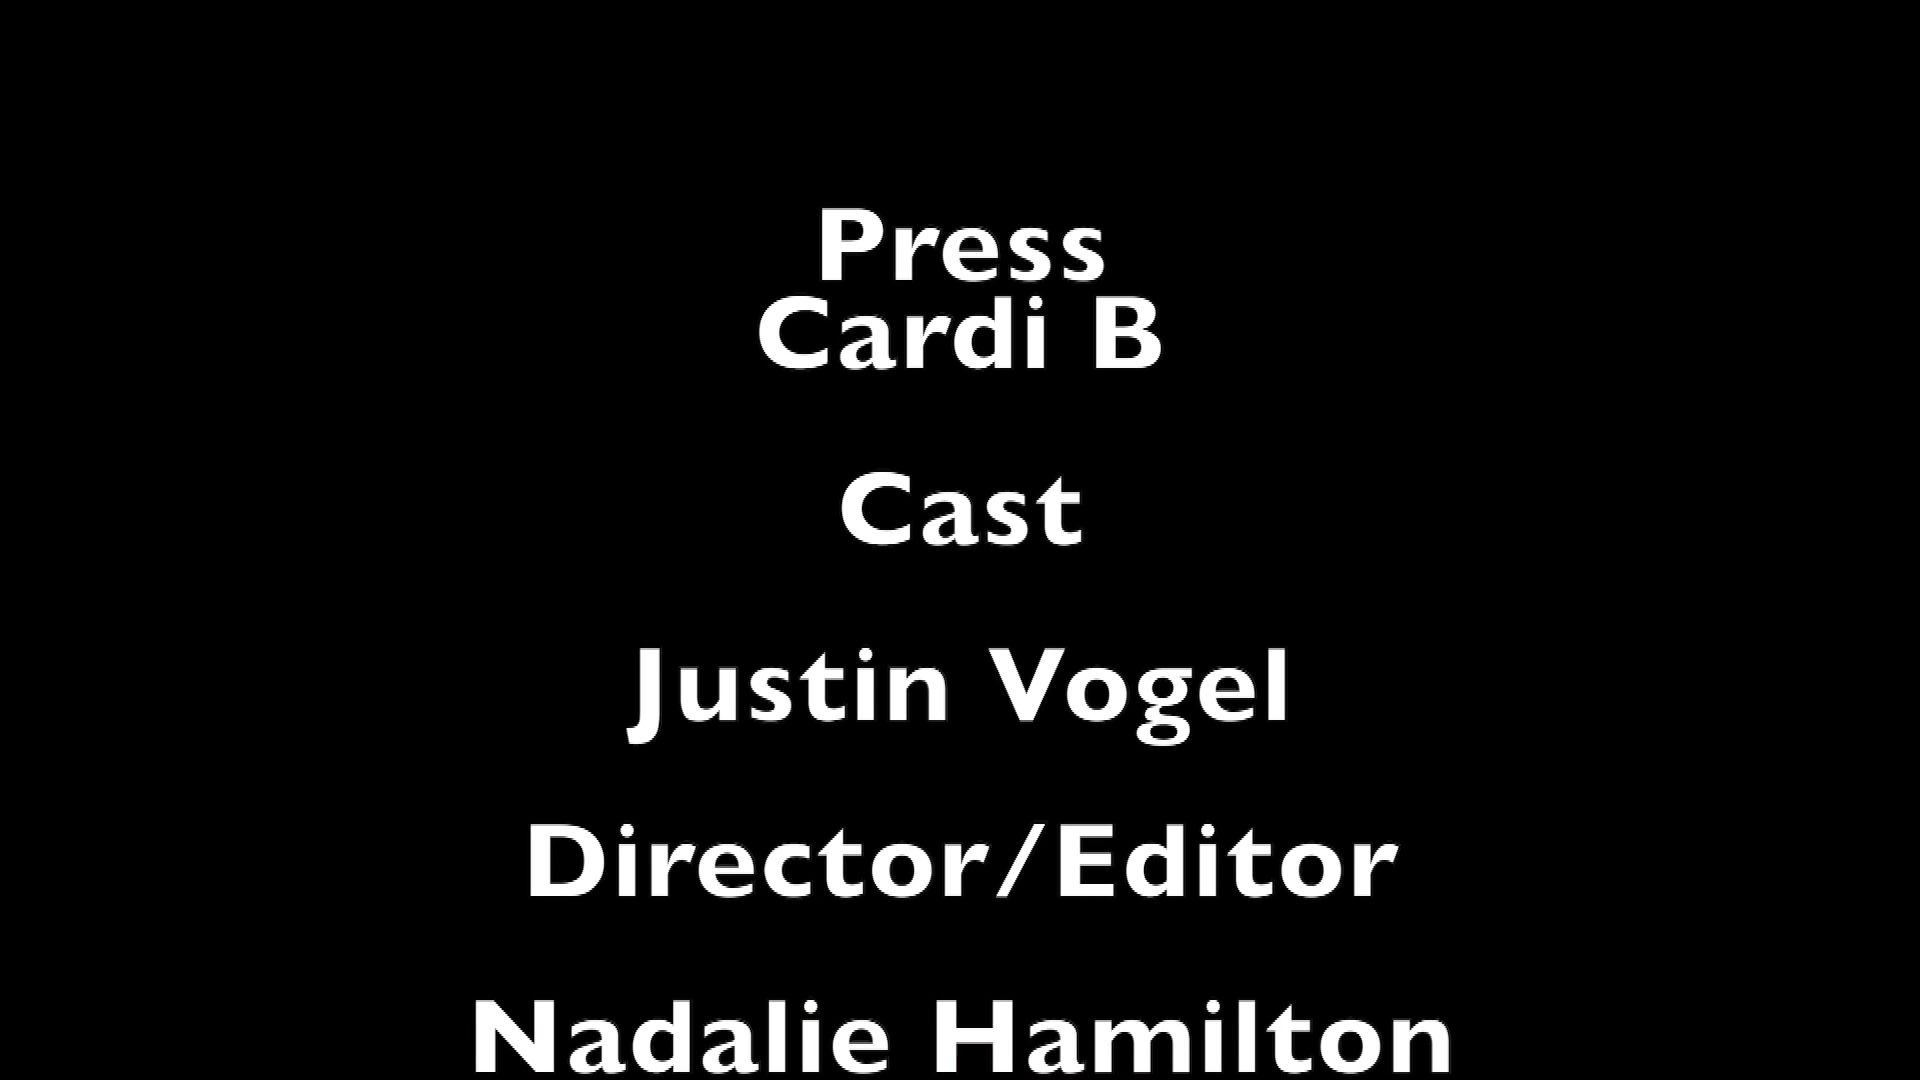 Press
Cardi B
Cast
Justin Vogel
Director/Editor
Nadalie Hamilton